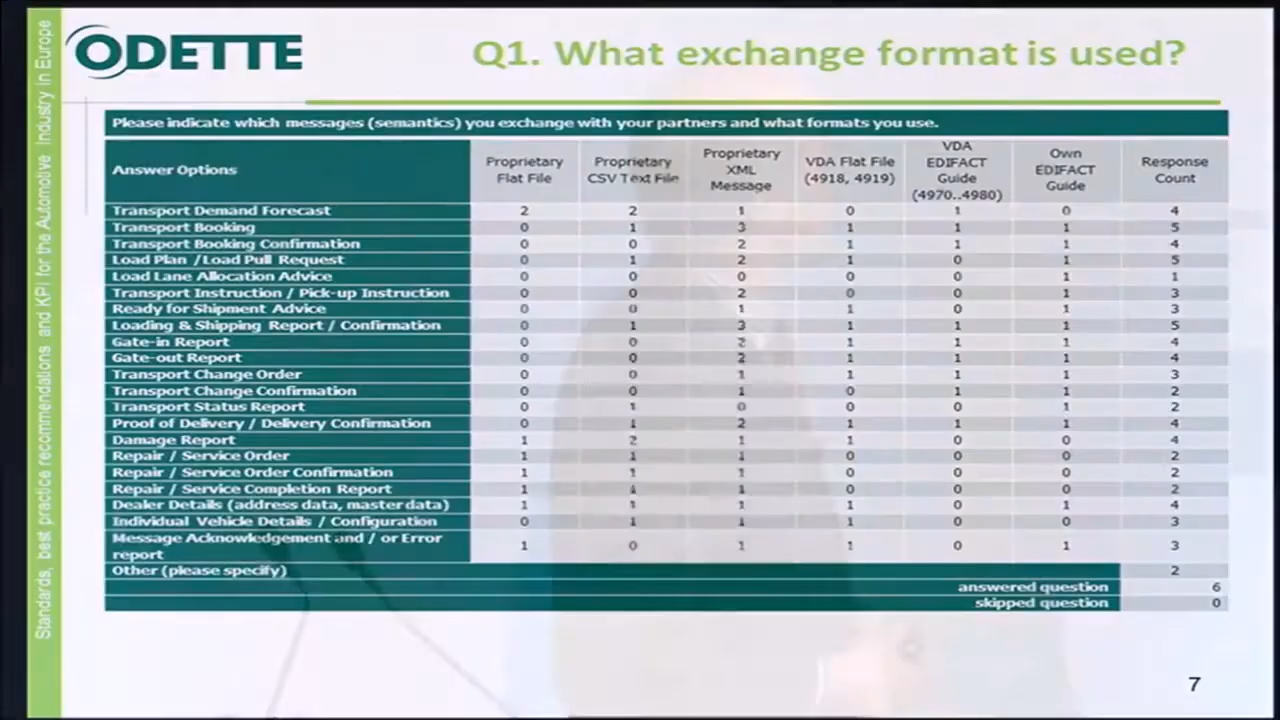 ODETTE
Q1. What exchange format is used?
Standards, best practice recommendations and KPI for the Automotive Industry in Europe
Please indicate which messages (semantics) you exchange with your partners and what formats you use.
Answer Options | Proprietary Flat File | Proprietary CSV Text File | Proprietary XML Message | VDA Flat File (4918, 4919) | VDA EDIFACT Guide (4970..4980) | Own EDIFACT Guide | Response Count
Transport Demand Forecast 2 2 1 0 1 0 4
Transport Booking 0 1 3 1 1 1 5
Transport Booking Confirmation 0 0 2 1 1 1 4
Load Plan /Load Pull Request 0 1 2 1 0 1 5
Load Lane Allocation Advice 0 0 0 0 0 1 1
Transport Instruction / Pick-up Instruction 0 0 2 0 0 1 3
Ready for Shipment Advice 0 0 1 1 0 1 3
Loading & Shipping Report / Confirmation 0 1 3 1 1 1 5
Gate-in Report 0 0 2 1 1 1 4
Gate-out Report 0 0 2 1 1 1 4
Transport Change Order 0 0 1 1 1 1 3
Transport Change Confirmation 0 0 1 0 1 1 2
Transport Status Report 0 1 0 0 0 1 2
Proof of Delivery / Delivery Confirmation 0 1 2 1 1 1 4
Damage Report 1 2 1 1 0 0 4
Repair / Service Order 1 1 1 0 0 0 2
Repair / Service Order Confirmation 1 1 1 0 0 0 2
Repair / Service Completion Report 1 1 1 0 0 0 2
Dealer Details (address data, master data) 1 1 1 1 0 1 4
Individual Vehicle Details / Configuration 0 1 1 1 0 0 3
Message Acknowledgement and / or Error report 1 0 1 1 0 1 3
Other (please specify) 2
answered question 6
skipped question 0
7